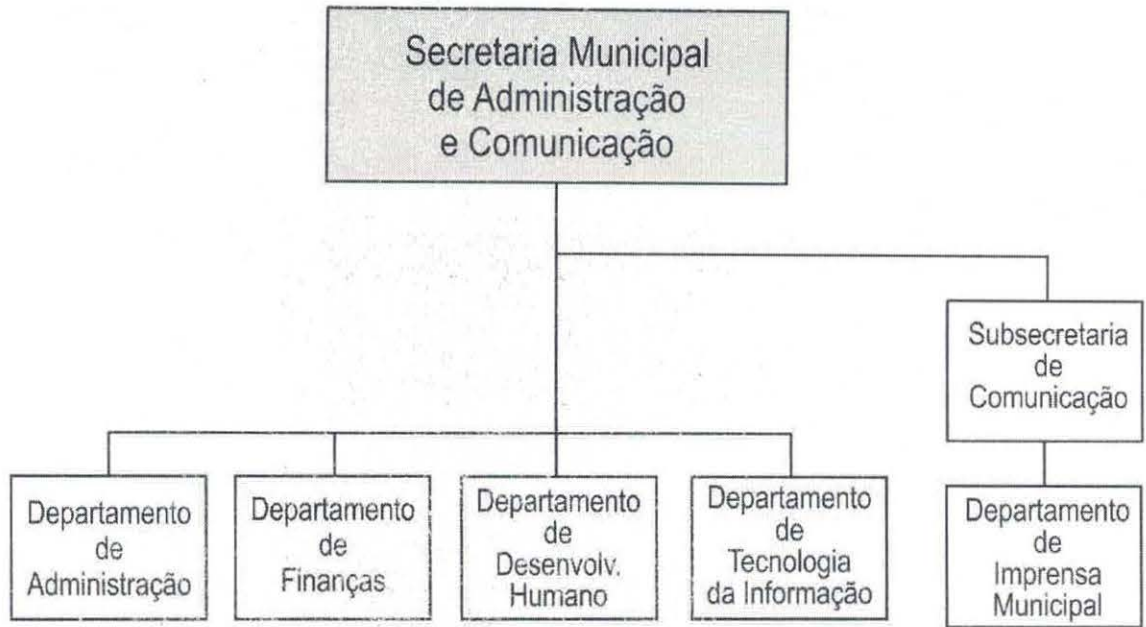 Secretaria Municipal
de Administração
e Comunicação
Subsecretaria
de
Comunicação
Departamento
de
Administração
Departamento
de
Finanças
Departamento
de
Desenvolv.
Humano
Departamento
de
Tecnologia
da Informação
Departamento
de
Imprensa
Municipal